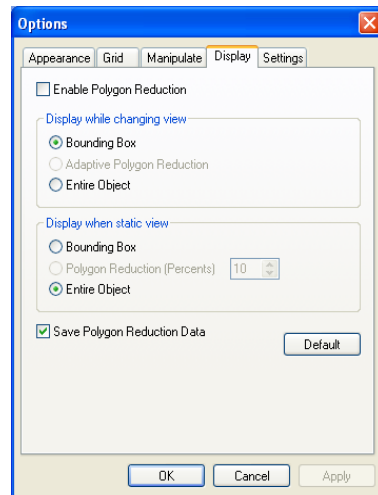 Options
Appearance Grid Manipulate Display Settings
Enable Polygon Reduction
Display while changing view
Bounding Box
Adaptive Polygon Reduction
Entire Object
Display when static view
Bounding Box
Polygon Reduction (Percents) 10
Entire Object
Save Polygon Reduction Data
Default
OK Cancel Apply